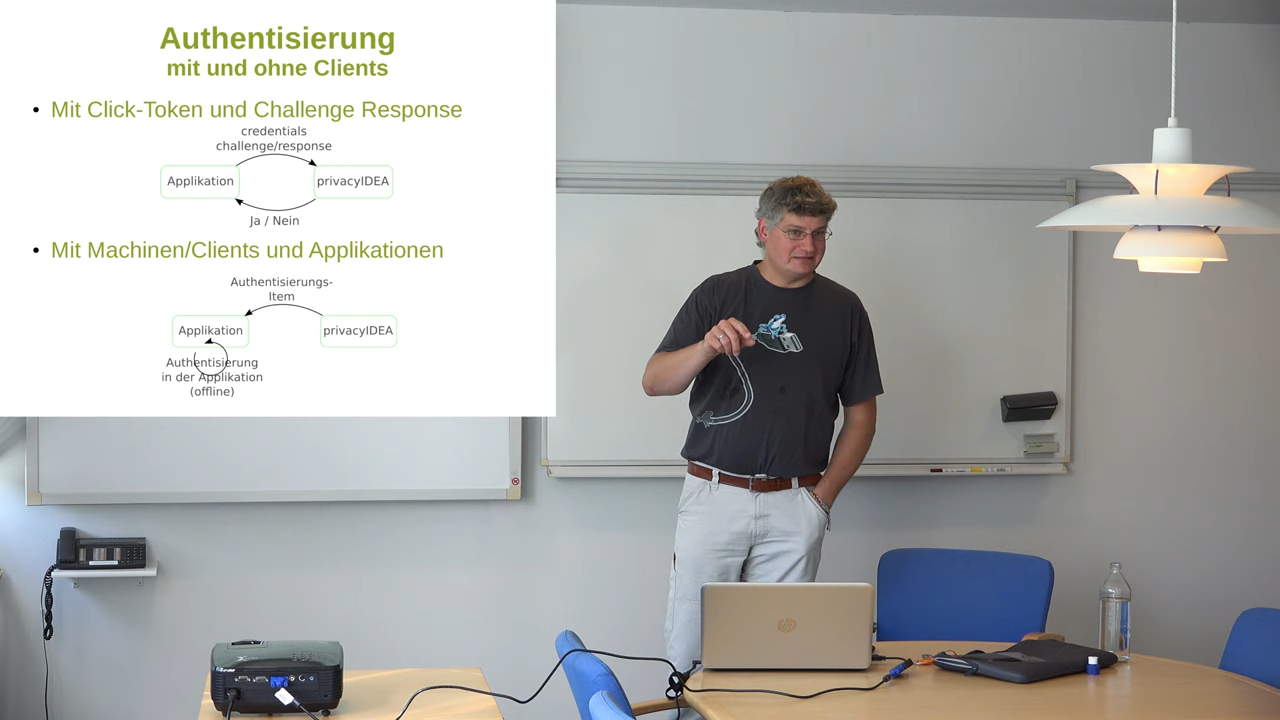 Authentisierung
mit und ohne Clients
• Mit Click-Token und Challenge Response
credentials
challenge/response
Applikation
privacyIDEA
Ja / Nein
• Mit Machinen/Clients und Applikationen
Authentisierungs-
Item
Applikation
privacyIDEA
Authentisierung
in der Applikation
(offline)
hp